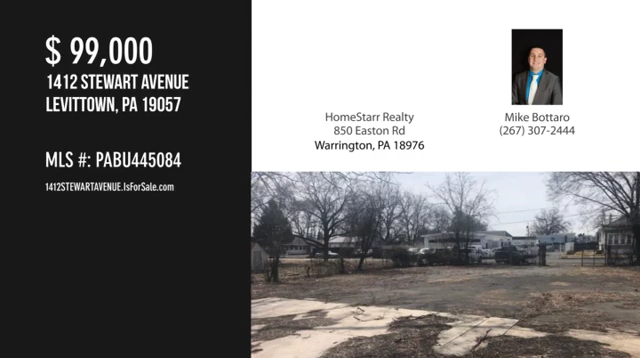 $ 99,000
1412 STEWART AVENUE
LEVITTOWN, PA 19057
MLS #: PABU445084
1412STEWARTAVENUE.IsForSale.com
HomeStarr Realty
850 Easton Rd
Warrington, PA 18976
Mike Bottaro
(267) 307-2444